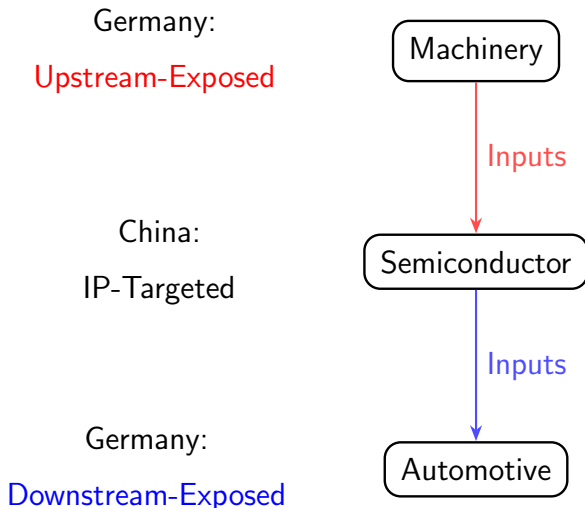 Germany:
Upstream-Exposed
Machinery
Inputs
China:
IP-Targeted
Semiconductor
Inputs
Germany:
Downstream-Exposed
Automotive